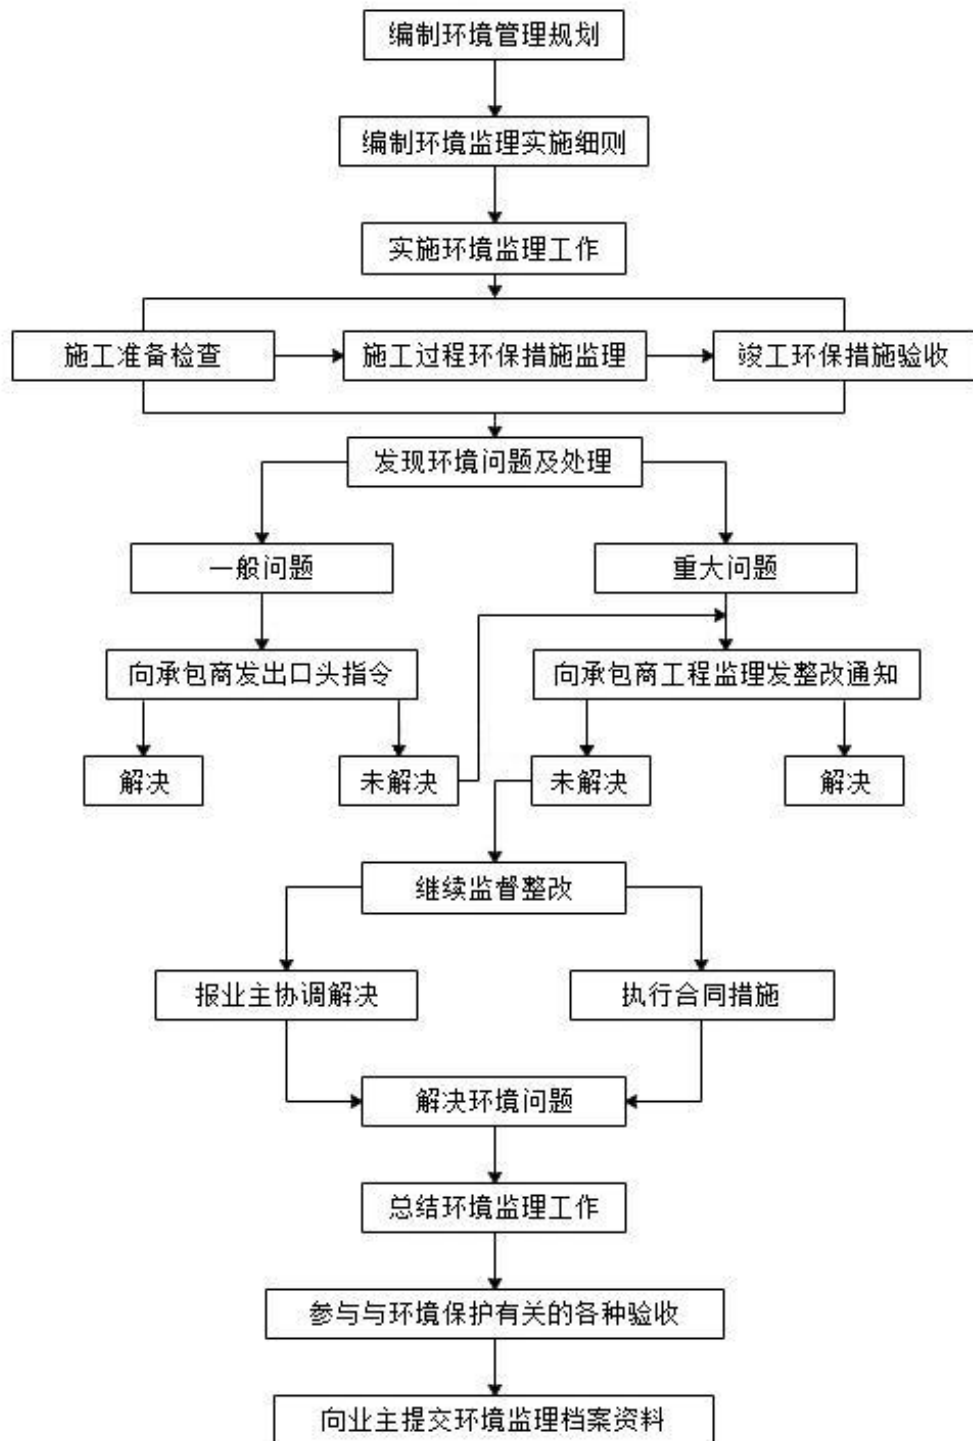 编制环境管理规划
编制环境监理实施细则
实施环境监理工作
施工准备检查
施工过程环保措施监理
竣工环保措施验收
发现环境问题及处理
一般问题
重大问题
向承包商发出口头指令
向承包商工程监理发整改通知
解决
未解决
未解决
解决
继续监督整改
报业主协调解决
执行合同措施
解决环境问题
总结环境监理工作
参与与环境保护有关的各种验收
向业主提交环境监理档案资料